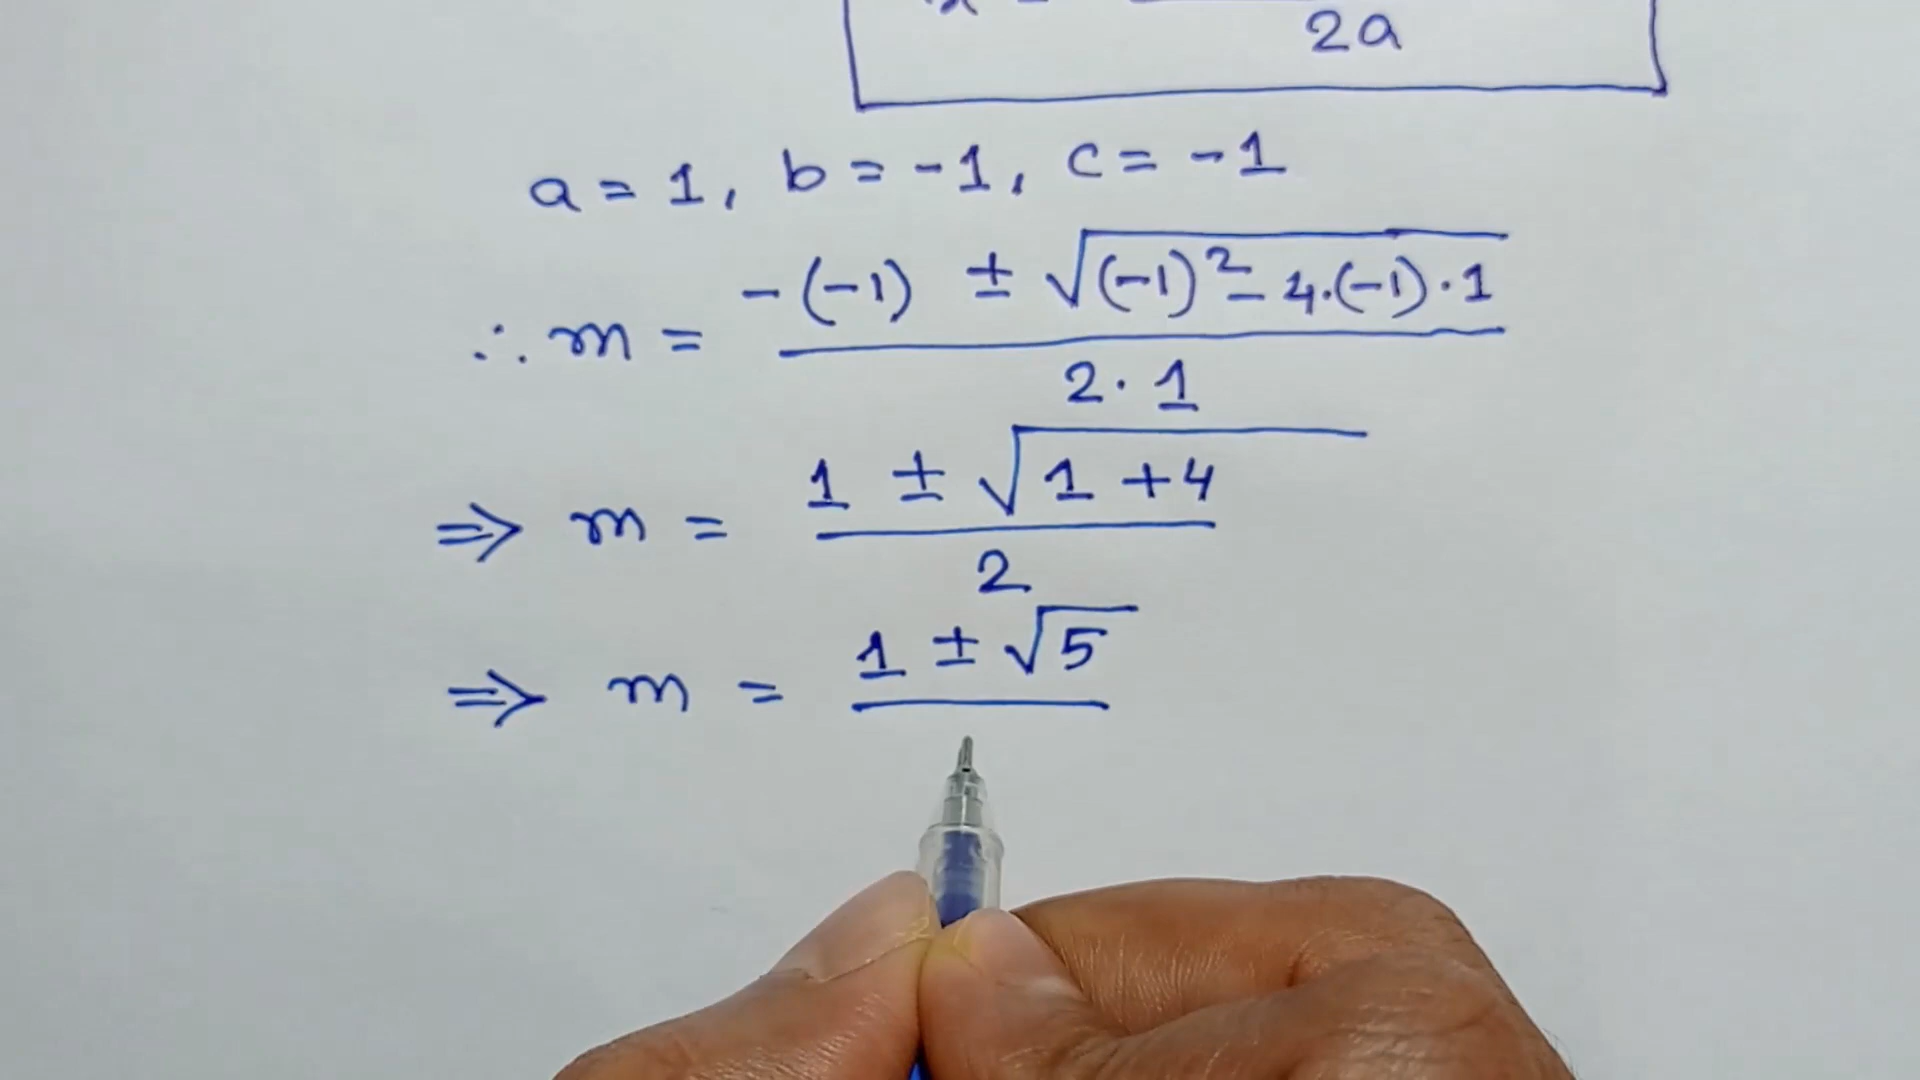 2a
a = 1, b = -1, c = -1
∴ m = (-(-1) ± √((-1)² - 4·(-1)·1)) / (2·1)
⇒ m = (1 ± √(1 + 4)) / 2
⇒ m = (1 ± √5) /